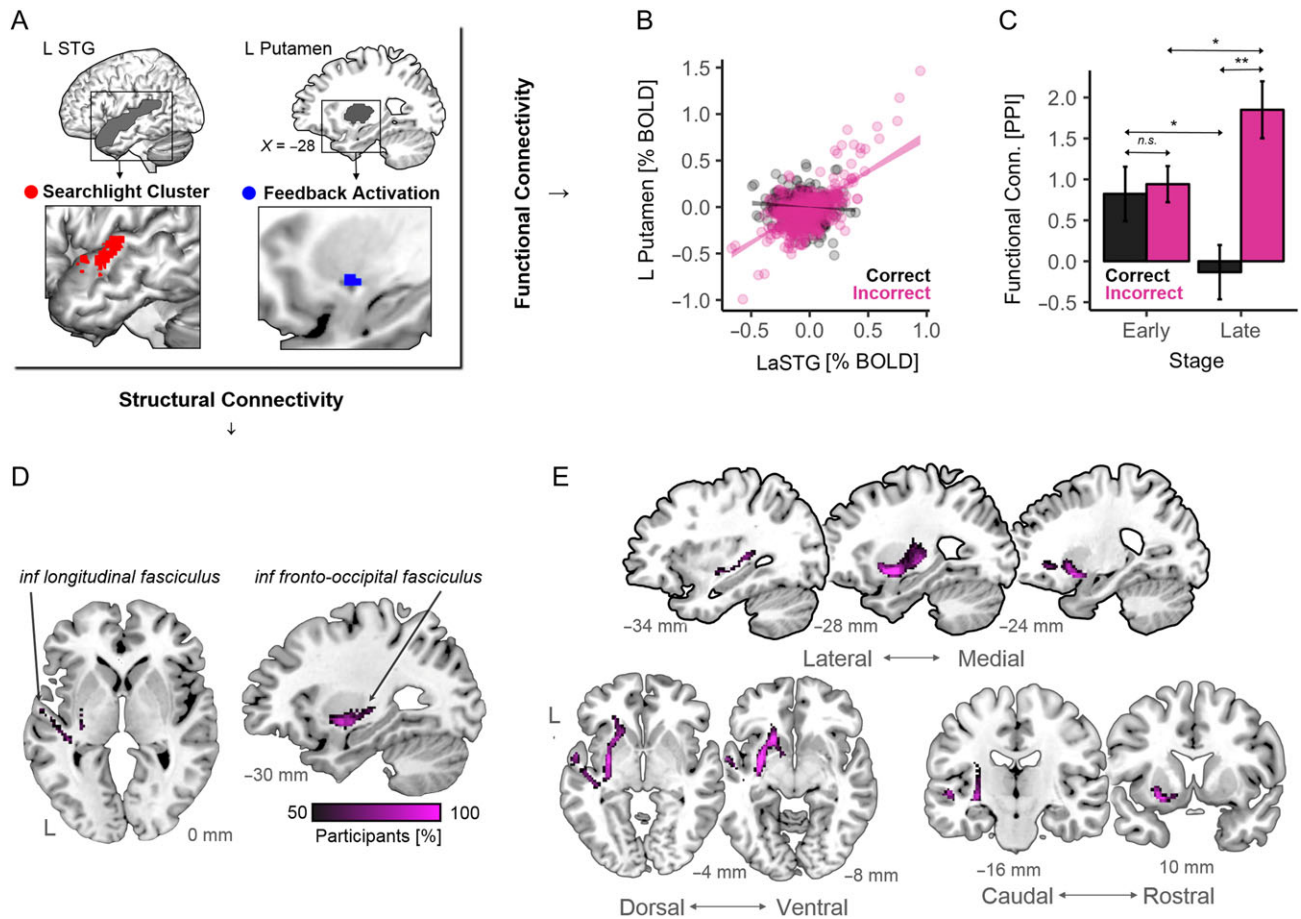 A
L STG
L Putamen
X = −28
Searchlight Cluster
Feedback Activation
Functional Connectivity
→
Structural Connectivity
↓
B
L Putamen [% BOLD]
1.5
1.0
0.5
0.0
−0.5
−1.0
Correct
Incorrect
−0.5
0.0
0.5
1.0
LaSTG [% BOLD]
C
Functional Conn. [PPI]
2.0
1.5
1.0
0.5
0.0
−0.5
*
**
*
n.s.
Correct
Incorrect
Early
Late
Stage
D
inf longitudinal fasciculus
inf fronto-occipital fasciculus
L
0 mm
−30 mm
50
100
Participants [%]
E
−34 mm
−28 mm
−24 mm
Lateral
Medial
L
−4 mm
−8 mm
Dorsal
Ventral
−16 mm
10 mm
Caudal
Rostral